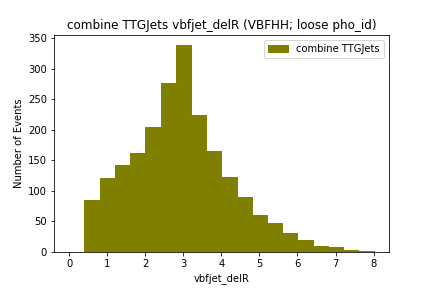 combine TTGJets vbfjet_delR (VBFHH; loose pho_id)
combine TTGJets
Number of Events
350
300
250
200
150
100
50
0
0 1 2 3 4 5 6 7 8
vbfjet_delR